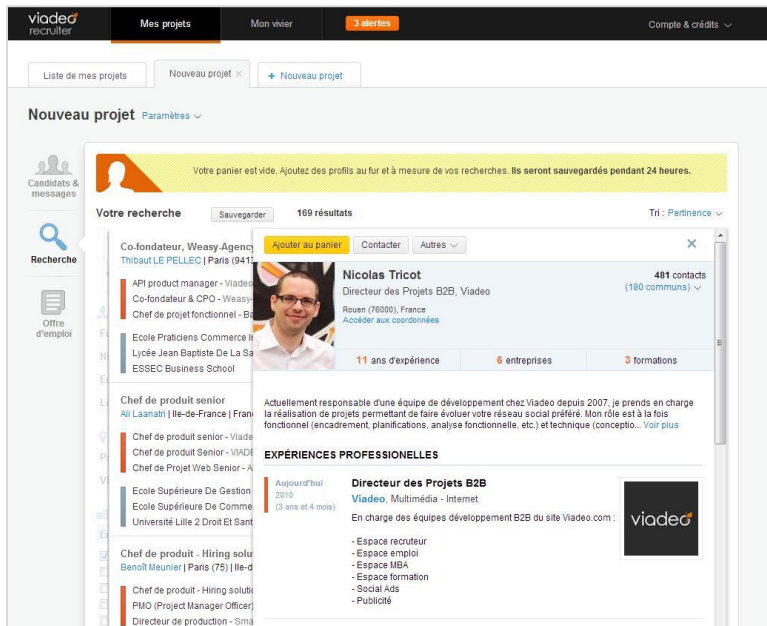 viadeo
recruiter
Mes projets
Mon vivier
3 alertes
Compte & crédits
Liste de mes projets
Nouveau projet ×
+ Nouveau projet
Nouveau projet Paramètres
Votre panier est vide. Ajoutez des profils au fur et à mesure de vos recherches. Ils seront sauvegardés pendant 24 heures.
Candidats &
messages
Recherche
Offre
d'emploi
Votre recherche
Sauvegarder
169 résultats
Tri : Pertinence
Co-fondateur, Weasy-Agency
Thibaut LE PELLEC | Paris (9413
API product manager - Viadeo
Co-fondateur & CPO - Weasy-
Chef de projet fonctionnel - Ba
Ecole Praticiens Commerce I
Lycée Jean Baptiste De La Sa
ESSEC Business School
Chef de produit senior
Ali Laanatri | Ile-de-France | Fran
Chef de produit senior - Viade
Chef de produit Senior - VIADE
Chef de Projet Web Senior - A
Ecole Supérieure De Gestion
Ecole Supérieure De Comme
Université Lille 2 Droit Et Sant
Chef de produit - Hiring solu
Benoît Meunier | Paris (75) | Ile-d
Chef de produit - Hiring soluti
PMO (Project Manager Officer)
Directeur de production - Sma
Ajouter au panier
Contacter
Autres
×
Nicolas Tricot
Directeur des Projets B2B, Viadeo
Rouen (76000), France
Accéder aux coordonnées
481 contacts
(180 communs)
11 ans d'expérience
6 entreprises
3 formations
Actuellement responsable d'une équipe de développement chez Viadeo depuis 2007, je prends en charge
la réalisation de projets permettant de faire évoluer votre réseau social préféré. Mon rôle est à la fois
fonctionnel (encadrement, planifications, analyse fonctionnelle, etc.) et technique (conceptio... Voir plus
EXPÉRIENCES PROFESSIONELLES
Aujourd'hui
2010
(3 ans et 4 mois)
Directeur des Projets B2B
Viadeo, Multimédia - Internet
En charge des équipes développement B2B du site Viadeo.com :
- Espace recruteur
- Espace emploi
- Espace MBA
- Espace formation
- Social Ads
- Publicité
viadeo